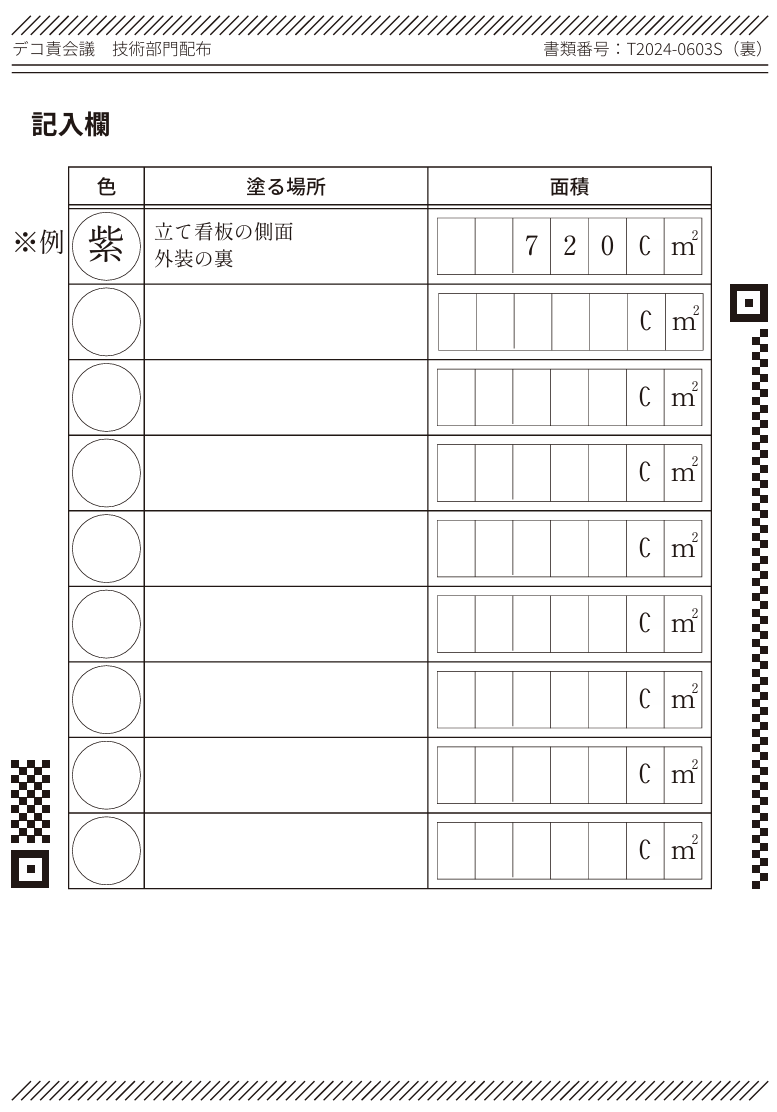 デコ責会議　技術部門配布
書類番号：T2024-0603S（裏）
記入欄
色
塗る場所
面積
※例
紫
立て看板の側面
外装の裏
7 2 0 C m²
C m²
C m²
C m²
C m²
C m²
C m²
C m²
C m²